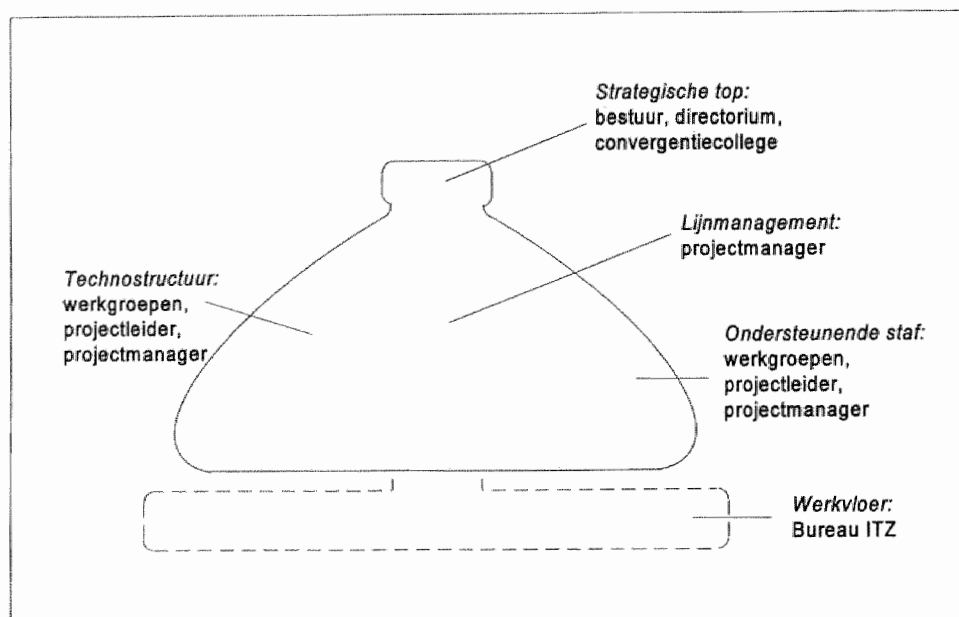 Strategische top:
bestuur, directorium,
convergentiecollege
Lijnmanagement:
projectmanager
Technostructuur:
werkgroepen,
projectleider,
projectmanager
Ondersteunende staf:
werkgroepen,
projectleider,
projectmanager
Werkvloer:
Bureau ITZ